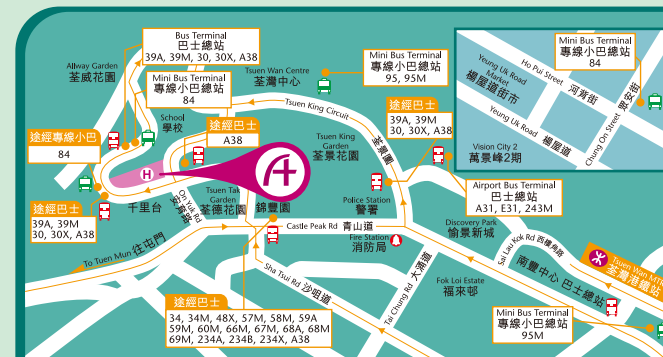 Bus Terminal
巴士總站
39A, 39M, 30, 30X, A38
Allway Garden
荃威花園
Mini Bus Terminal
專線小巴總站
84
Tsuen Wan Centre
荃灣中心
Mini Bus Terminal
專線小巴總站
95, 95M
Yeung Uk Road
Market
楊屋道街市
Ho Pui Street
河背街
Mini Bus Terminal
專線小巴總站
84
Chung On Street
眾安街
Yeung Uk Road
楊屋道
Vision City 2
萬景峰2期
途經專線小巴
84
School
學校
途經巴士
A38
Tsuen King Circuit
荃景圍
Tsuen King
Garden
荃景花園
途經巴士
39A, 39M
30, 30X, A38
H
途經巴士
39A, 39M
30, 30X, A38
千里台
On Yuk Rd
安育路
Tsuen Tak
Garden
荃德花園
錦豐園
Police Station
警署
Airport Bus Terminal
巴士總站
A31, E31, 243M
Castle Peak Rd 青山道
Fire Station
消防局
Discovery Park
愉景新城
Sai Lau Kok Rd 西樓角路
Tsuen Wan MTR
荃灣港鐵站
To Tuen Mun 往屯門
Sha Tsui Rd 沙咀道
Tai Chung Rd 大涌道
Fok Loi Estate
福來邨
南豐中心 巴士總站
途經巴士
34, 34M, 48X, 57M, 58M, 59A
59M, 60M, 66M, 67M, 68A, 68M
69M, 234A, 234B, 234X, A38
Mini Bus Terminal
專線小巴總站
95M